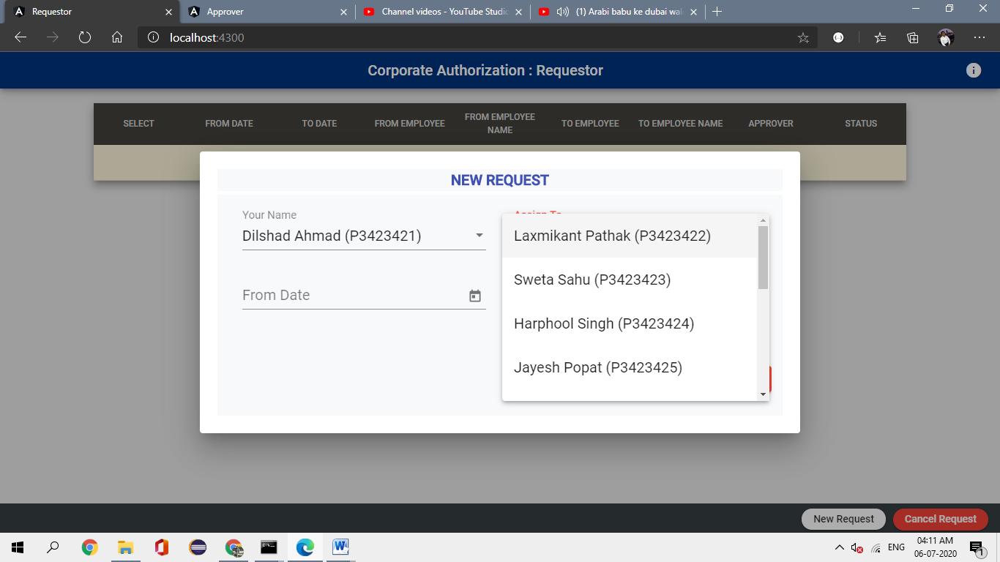 Requestor
Approver
Channel videos - YouTube Studio
(1) Arabi babu ke dubai wal
localhost:4300
Corporate Authorization : Requestor
SELECT
FROM DATE
TO DATE
FROM EMPLOYEE
FROM EMPLOYEE
NAME
TO EMPLOYEE
TO EMPLOYEE NAME
APPROVER
STATUS
NEW REQUEST
Your Name
Assign To
Dilshad Ahmad (P3423421)
Laxmikant Pathak (P3423422)
Sweta Sahu (P3423423)
From Date
Harphool Singh (P3423424)
Jayesh Popat (P3423425)
New Request
Cancel Request
ENG
04:11 AM
06-07-2020
1